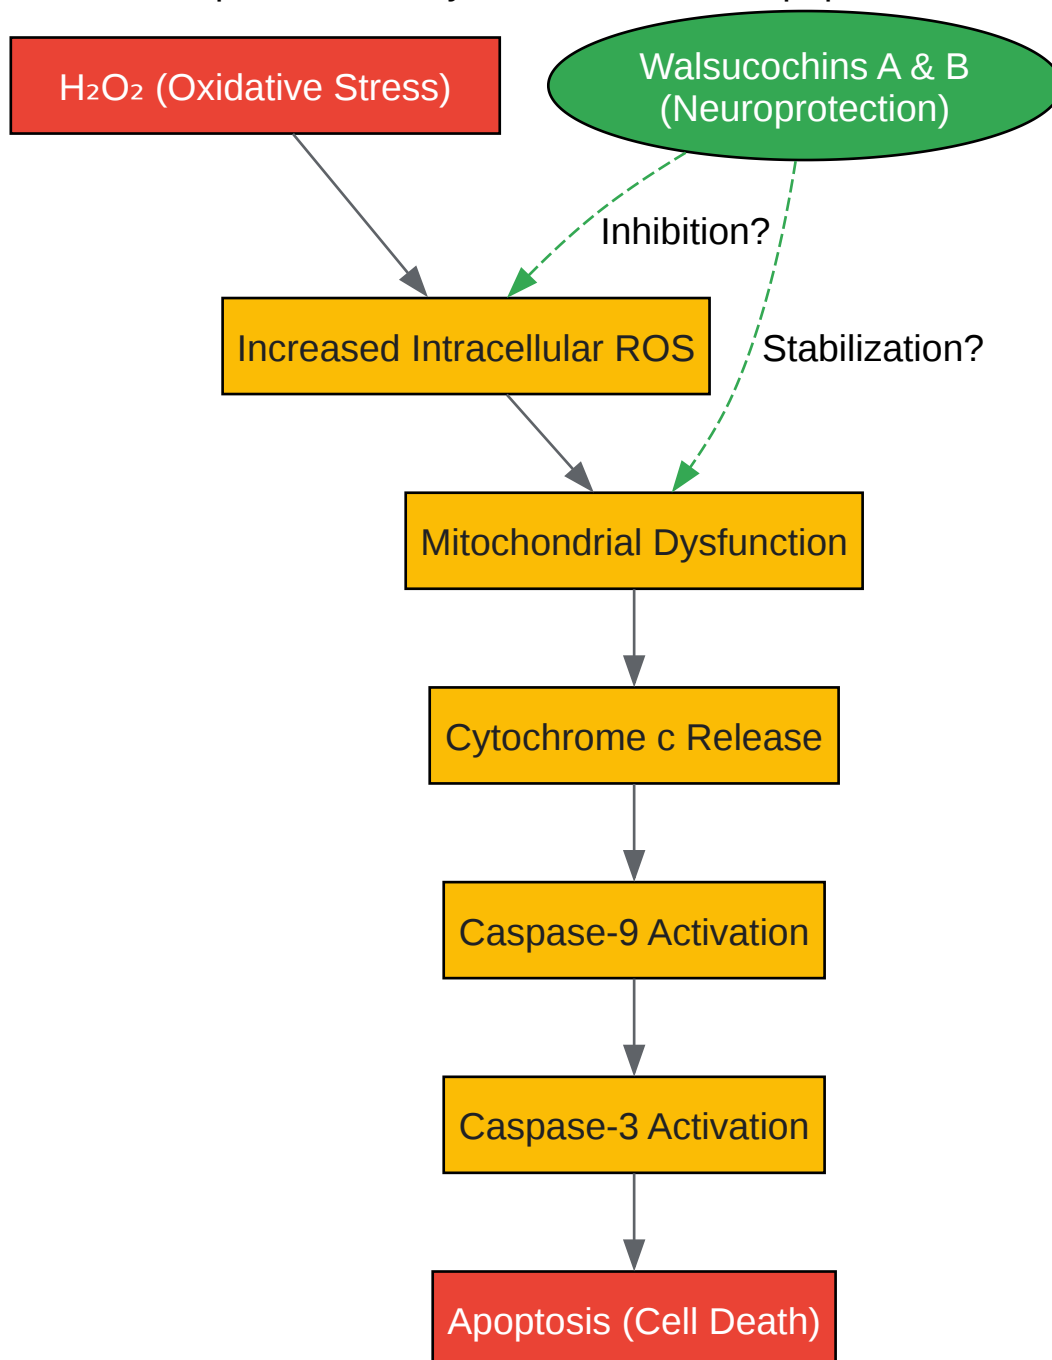 H₂O₂ (Oxidative Stress)
Walsucochins A & B
(Neuroprotection)
Inhibition?
Increased Intracellular ROS
Stabilization?
Mitochondrial Dysfunction
Cytochrome c Release
Caspase-9 Activation
Caspase-3 Activation
Apoptosis (Cell Death)